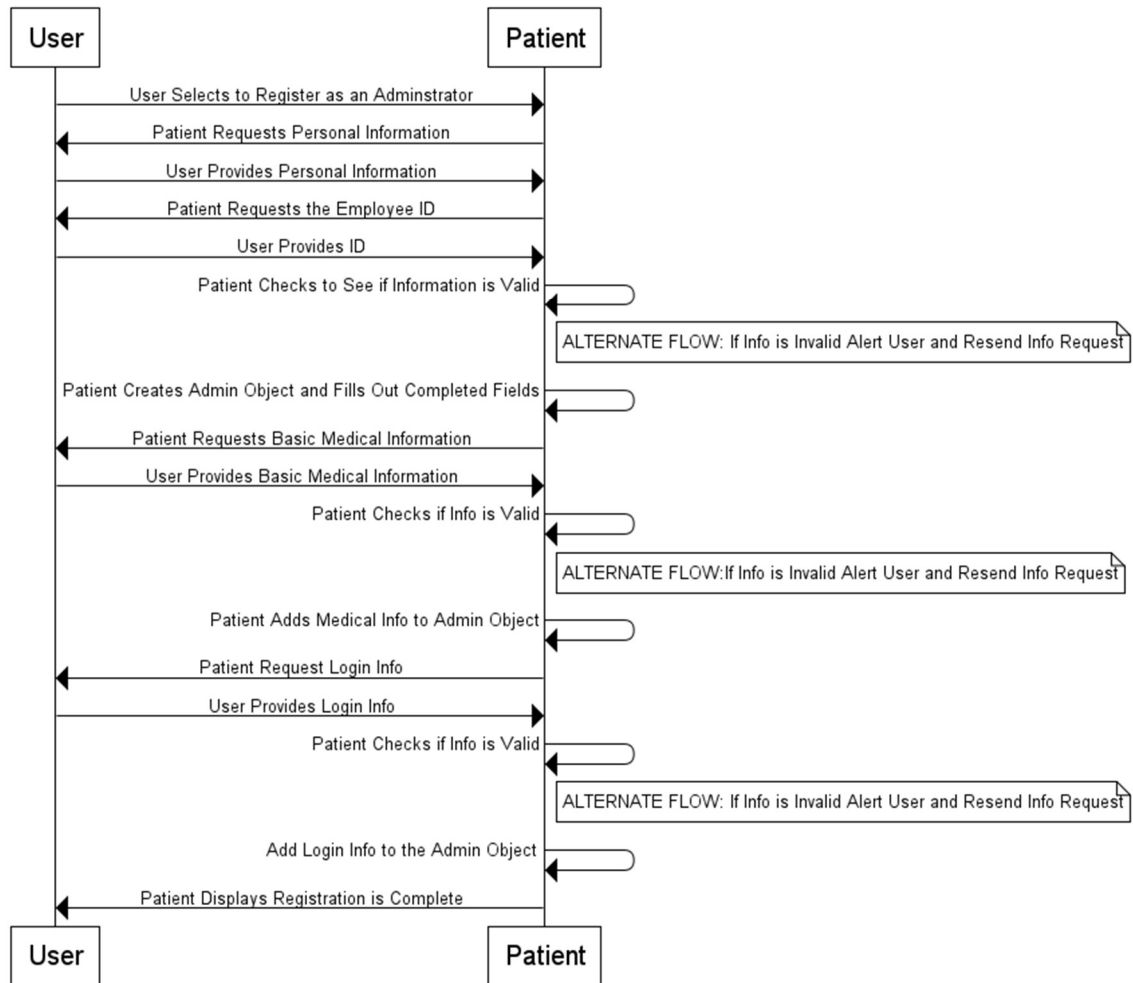 User
Patient
User Selects to Register as an Adminstrator
Patient Requests Personal Information
User Provides Personal Information
Patient Requests the Employee ID
User Provides ID
Patient Checks to See if Information is Valid
ALTERNATE FLOW: If Info is Invalid Alert User and Resend Info Request
Patient Creates Admin Object and Fills Out Completed Fields
Patient Requests Basic Medical Information
User Provides Basic Medical Information
Patient Checks if Info is Valid
ALTERNATE FLOW:If Info is Invalid Alert User and Resend Info Request
Patient Adds Medical Info to Admin Object
Patient Request Login Info
User Provides Login Info
Patient Checks if Info is Valid
ALTERNATE FLOW: If Info is Invalid Alert User and Resend Info Request
Add Login Info to the Admin Object
Patient Displays Registration is Complete
User
Patient